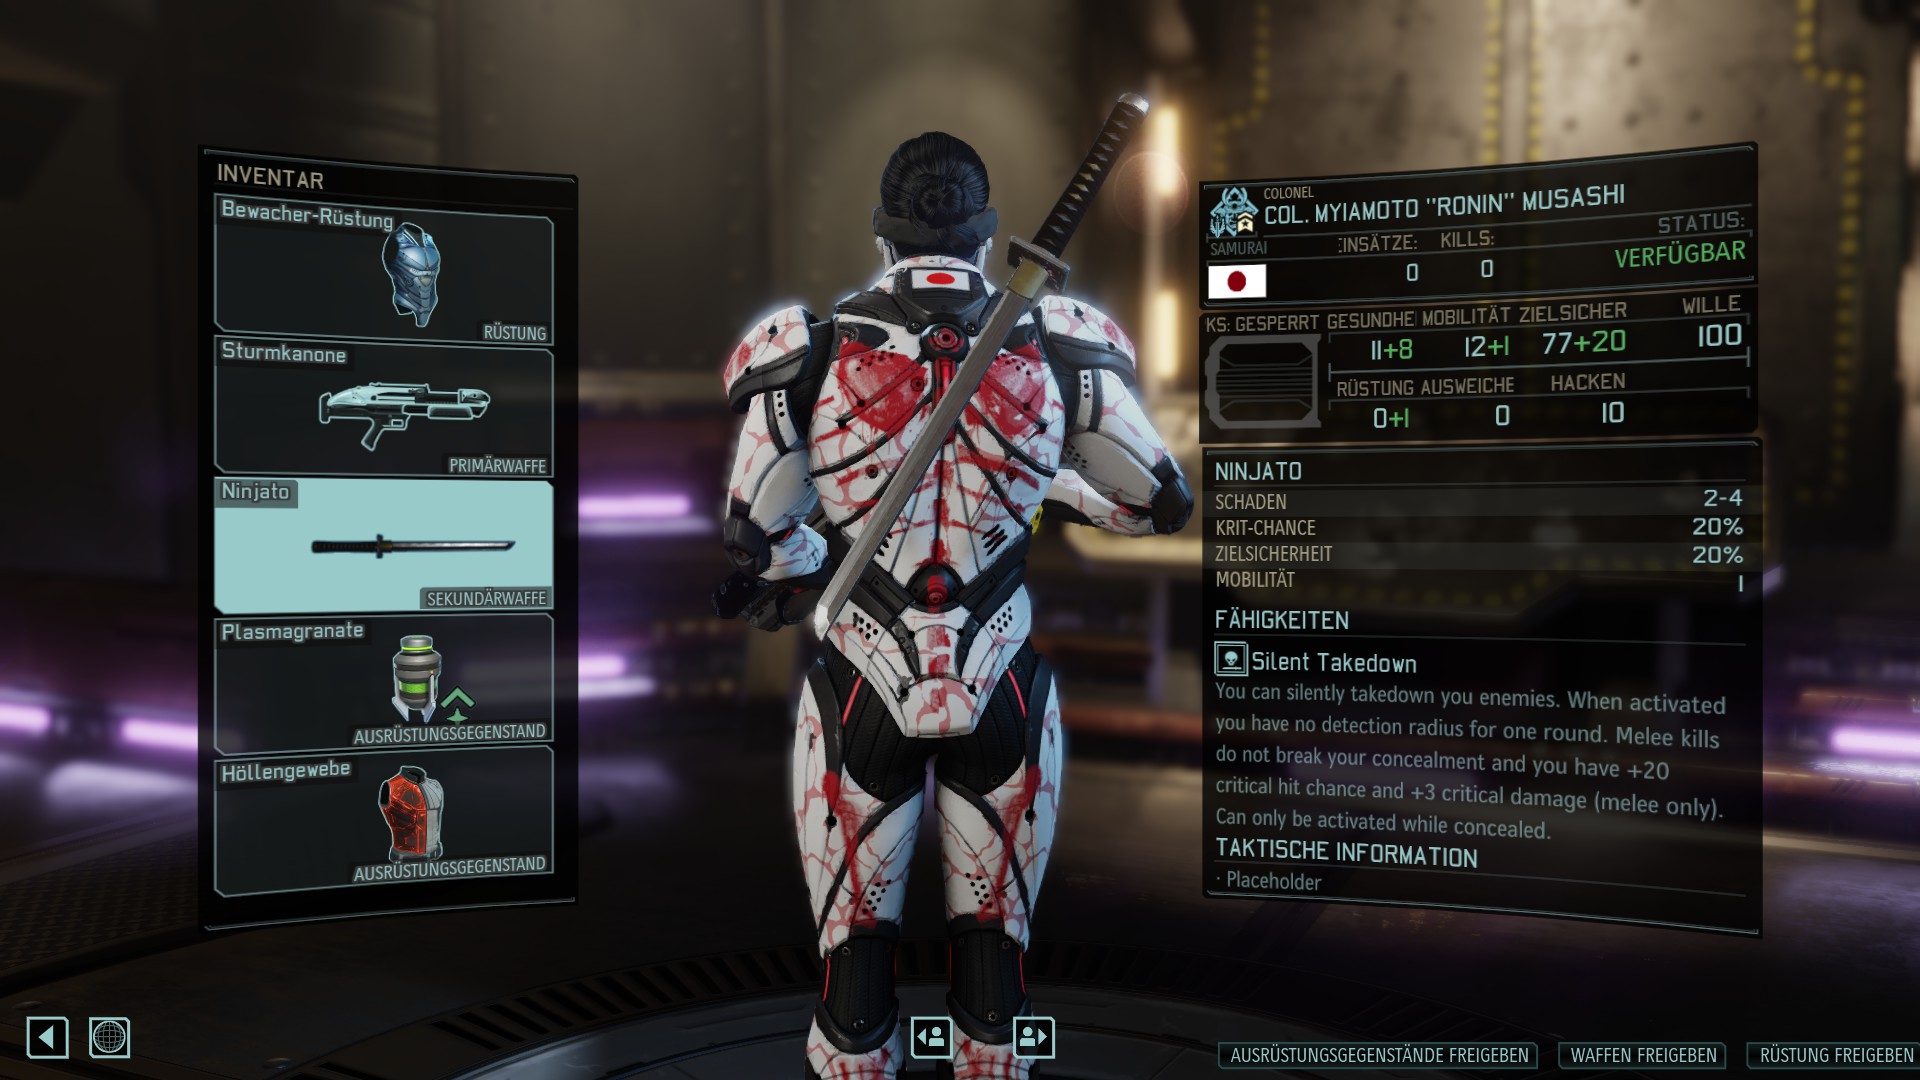 INVENTAR
Bewacher-Rüstung
RÜSTUNG
Sturmkanone
PRIMÄRWAFFE
Ninjato
SEKUNDÄRWAFFE
Plasmagranate
AUSRÜSTUNGSGEGENSTAND
Höllengewebe
AUSRÜSTUNGSGEGENSTAND
COLONEL
COL. MYIAMOTO "RONIN" MUSASHI
SAMURAI
EINSÄTZE: KILLS: STATUS:
0 0 VERFÜGBAR
KS: GESPERRT GESUNDHE MOBILITÄT ZIELSICHER WILLE
11+8 12+1 77+20 100
RÜSTUNG AUSWEICHE HACKEN
0+1 0 10
NINJATO
SCHADEN 2-4
KRIT-CHANCE 20%
ZIELSICHERHEIT 20%
MOBILITÄT 1
FÄHIGKEITEN
Silent Takedown
You can silently takedown you enemies. When activated
you have no detection radius for one round. Melee kills
do not break your concealment and you have +20
critical hit chance and +3 critical damage (melee only).
Can only be activated while concealed.
TAKTISCHE INFORMATION
· Placeholder
AUSRÜSTUNGSGEGENSTÄNDE FREIGEBEN WAFFEN FREIGEBEN RÜSTUNG FREIGEBEN